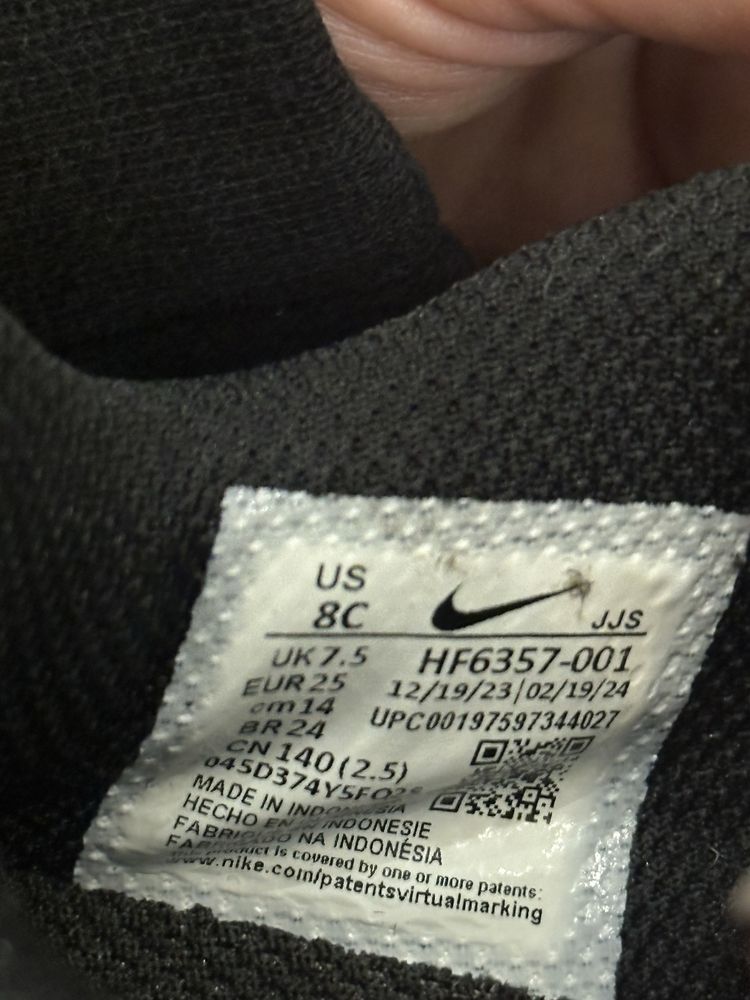 US
8C
JJS
UK 7.5
HF6357-001
EUR 25
12/19/23|02/19/24
cm 14
UPC00197597344027
BR 24
CN 140 (2.5)
MADE IN INDONESIA
HECHO EN INDONESIE
FABRIQUÉ NA INDONÉSIA
FABRICADO
product is covered by one or more patents:
www.nike.com/patentsvirtualmarking